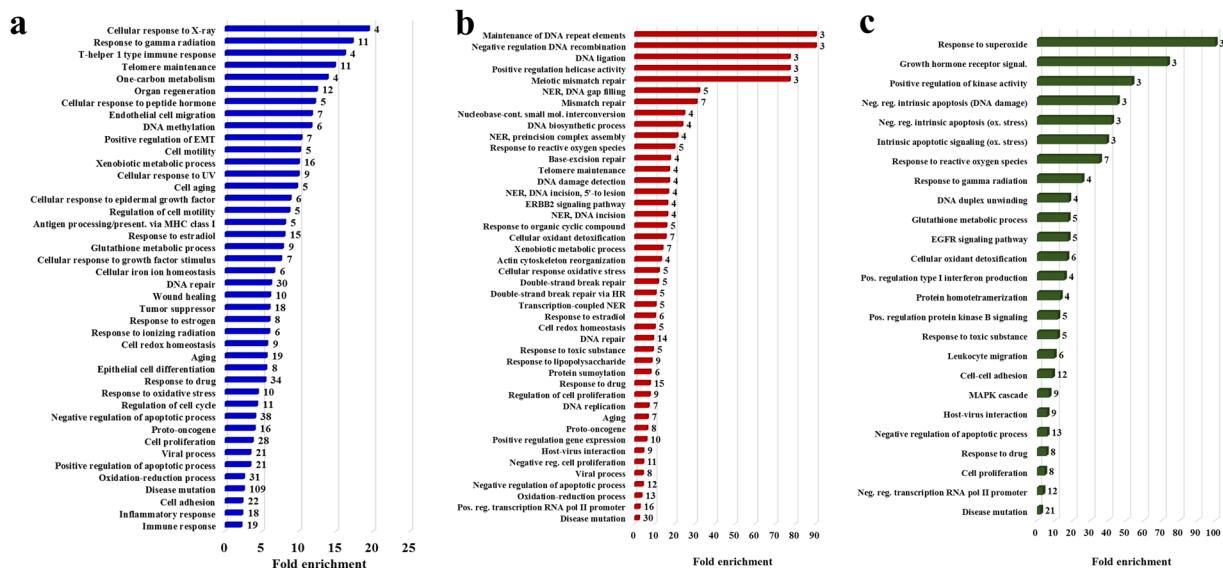 a
Cellular response to X-ray 4
Response to gamma radiation 11
T-helper 1 type immune response 4
Telomere maintenance 11
One-carbon metabolism 4
Organ regeneration 12
Cellular response to peptide hormone 5
Endothelial cell migration 7
DNA methylation 6
Positive regulation of EMT 7
Cell motility 5
Xenobiotic metabolic process 16
Cellular response to UV 9
Cell aging 5
Cellular response to epidermal growth factor 6
Regulation of cell motility 5
Antigen processing/present. via MHC class I 5
Response to estradiol 15
Glutathione metabolic process 9
Cellular response to growth factor stimulus 7
Cellular iron ion homeostasis 6
DNA repair 30
Wound healing 10
Tumor suppressor 18
Response to estrogen 8
Response to ionizing radiation 6
Cell redox homeostasis 9
Aging 19
Epithelial cell differentiation 8
Response to drug 34
Response to oxidative stress 10
Regulation of cell cycle 11
Negative regulation of apoptotic process 38
Proto-oncogene 16
Cell proliferation 28
Viral process 21
Positive regulation of apoptotic process 21
Oxidation-reduction process 31
Disease mutation 109
Cell adhesion 22
Inflammatory response 18
Immune response 19
0 5 10 15 20 25
Fold enrichment
b
Maintenance of DNA repeat elements 3
Negative regulation DNA recombination 3
DNA ligation 3
Positive regulation helicase activity 3
Meiotic mismatch repair 3
NER, DNA gap filling 5
Mismatch repair 7
Nucleobase-cont. small mol. interconversion 4
DNA biosynthetic process 4
NER, preincision complex assembly 4
Response to reactive oxygen species 5
Base-excision repair 4
Telomere maintenance 4
DNA damage detection 4
NER, DNA incision, 5'-to lesion 4
ERBB2 signaling pathway 4
NER, DNA incision 4
Response to organic cyclic compound 5
Cellular oxidant detoxification 7
Xenobiotic metabolic process 7
Actin cytoskeleton reorganization 4
Cellular response oxidative stress 5
Double-strand break repair 5
Double-strand break repair via HR 5
Transcription-coupled NER 5
Response to estradiol 6
Cell redox homeostasis 5
DNA repair 14
Response to toxic substance 5
Response to lipopolysaccharide 9
Protein sumoylation 6
Response to drug 15
Regulation of cell proliferation 9
DNA replication 7
Aging 7
Proto-oncogene 8
Positive regulation gene expression 10
Host-virus interaction 9
Negative reg. cell proliferation 11
Viral process 8
Negative regulation of apoptotic process 12
Oxidation-reduction process 13
Pos. reg. transcription RNA pol II promoter 16
Disease mutation 30
0 10 20 30 40 50 60 70 80 90
Fold enrichment
c
Response to superoxide 3
Growth hormone receptor signal. 3
Positive regulation of kinase activity 3
Neg. reg. intrinsic apoptosis (DNA damage) 3
Neg. reg. intrinsic apoptosis (ox. stress) 3
Intrinsic apoptotic signaling (ox. stress) 3
Response to reactive oxygen species 7
Response to gamma radiation 4
DNA duplex unwinding 4
Glutathione metabolic process 5
EGFR signaling pathway 5
Cellular oxidant detoxification 6
Pos. regulation type I interferon production 4
Protein homotetramerization 4
Pos. regulation protein kinase B signaling 5
Response to toxic substance 5
Leukocyte migration 6
Cell-cell adhesion 12
MAPK cascade 9
Host-virus interaction 9
Negative regulation of apoptotic process 13
Response to drug 8
Cell proliferation 8
Neg. reg. transcription RNA pol II promoter 12
Disease mutation 21
0 10 20 30 40 50 60 70 80 90 100
Fold enrichment